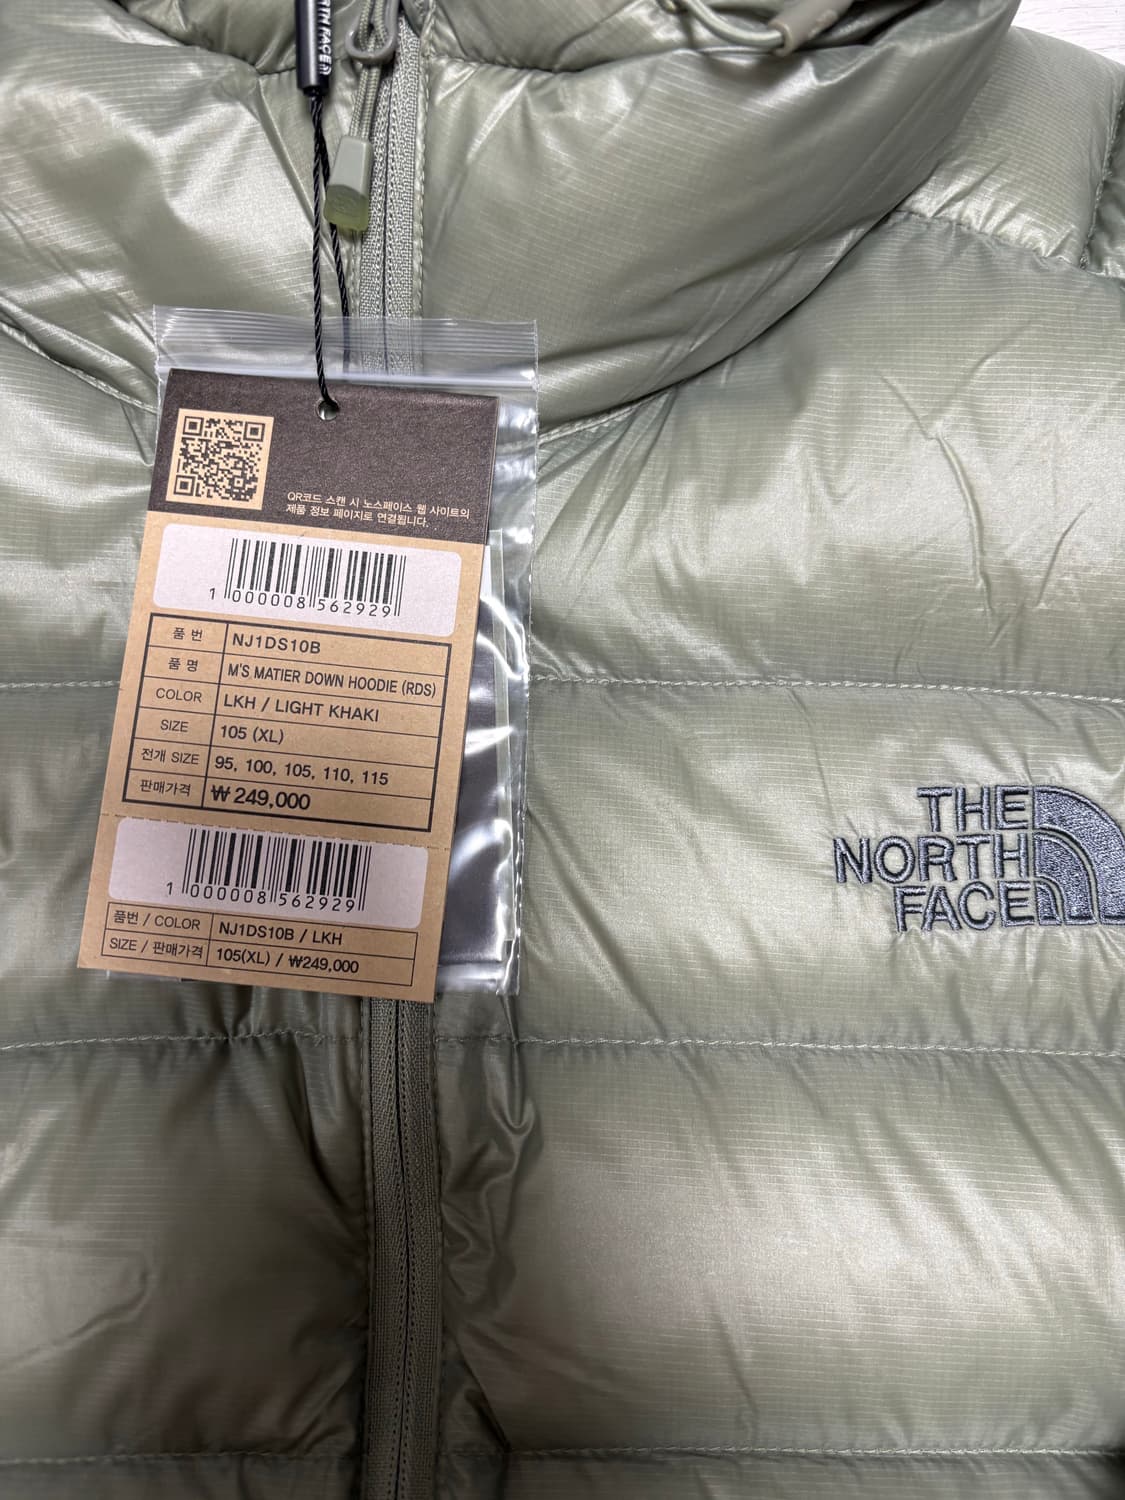 NORTH FACE®
QR코드 스캔 시 노스페이스 웹 사이트의
제품 정보 페이지로 연결됩니다.
1 000008 562929
품 번 NJ1DS10B
품 명 M'S MATIER DOWN HOODIE (RDS)
COLOR LKH / LIGHT KHAKI
SIZE 105 (XL)
전개 SIZE 95, 100, 105, 110, 115
판매가격 ₩249,000
1 000008 562929
품번 / COLOR NJ1DS10B / LKH
SIZE / 판매가격 105(XL) / ₩249,000
THE
NORTH
FACE